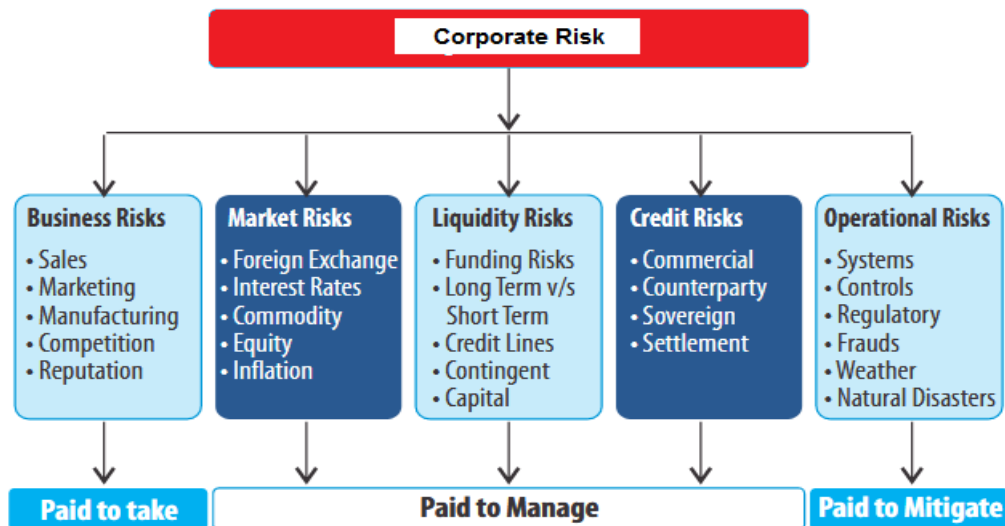 Corporate Risk
Business Risks
• Sales
• Marketing
• Manufacturing
• Competition
• Reputation
Market Risks
• Foreign Exchange
• Interest Rates
• Commodity
• Equity
• Inflation
Liquidity Risks
• Funding Risks
• Long Term v/s
Short Term
• Credit Lines
• Contingent
• Capital
Credit Risks
• Commercial
• Counterparty
• Sovereign
• Settlement
Operational Risks
• Systems
• Controls
• Regulatory
• Frauds
• Weather
• Natural Disasters
Paid to take
Paid to Manage
Paid to Mitigate